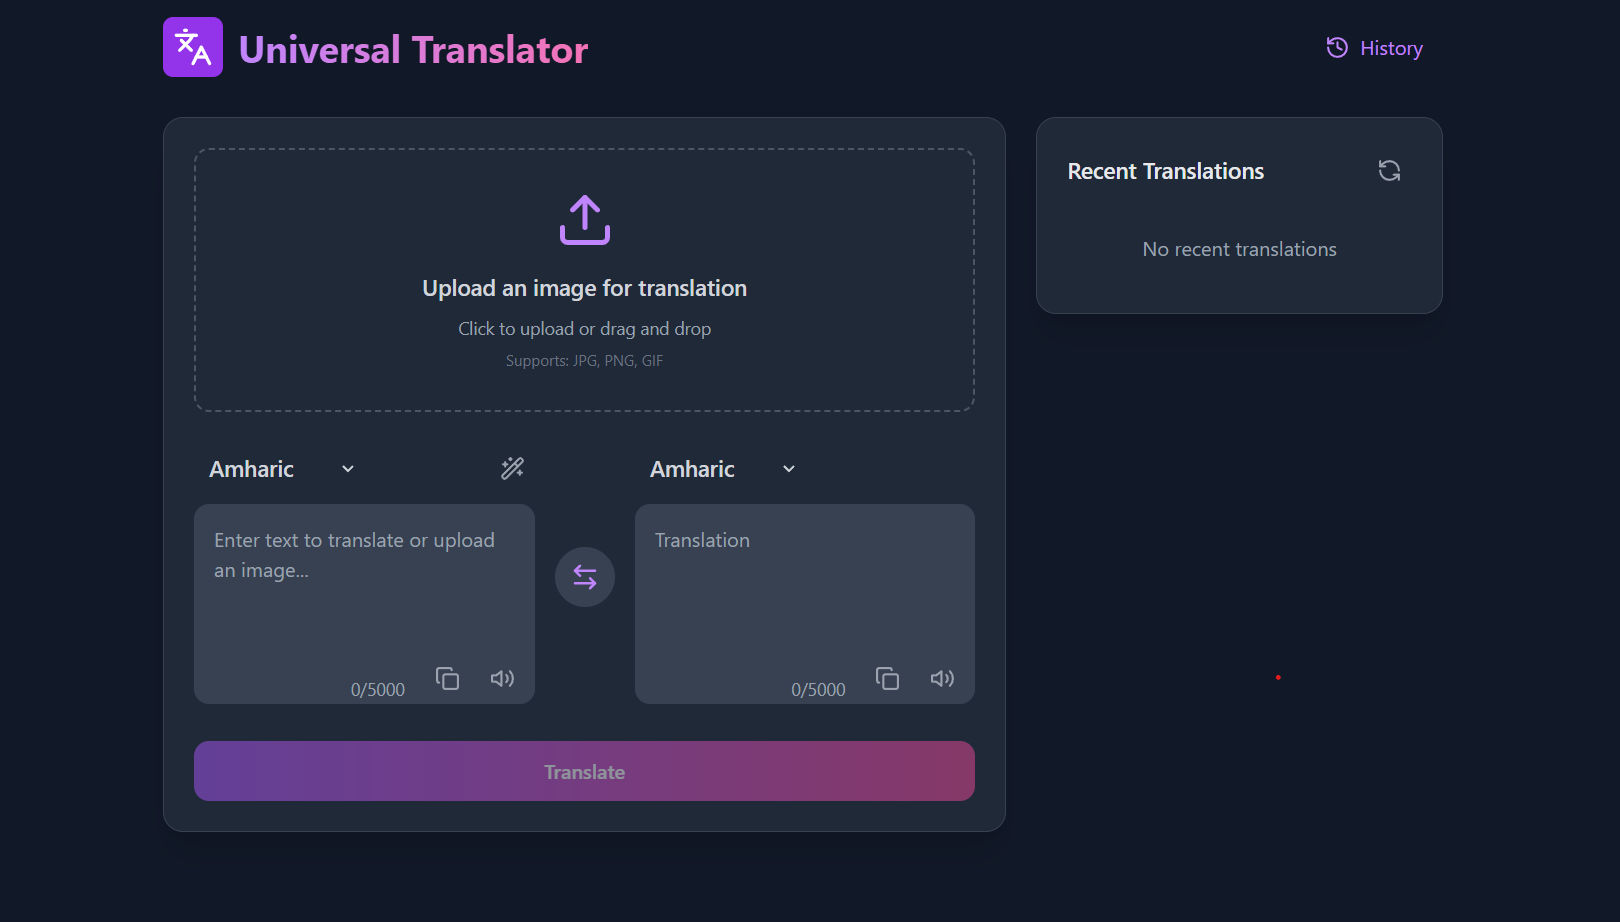 Universal Translator
History
Upload an image for translation
Click to upload or drag and drop
Supports: JPG, PNG, GIF
Recent Translations
No recent translations
Amharic
Amharic
Enter text to translate or upload
an image...
0/5000
Translation
0/5000
Translate